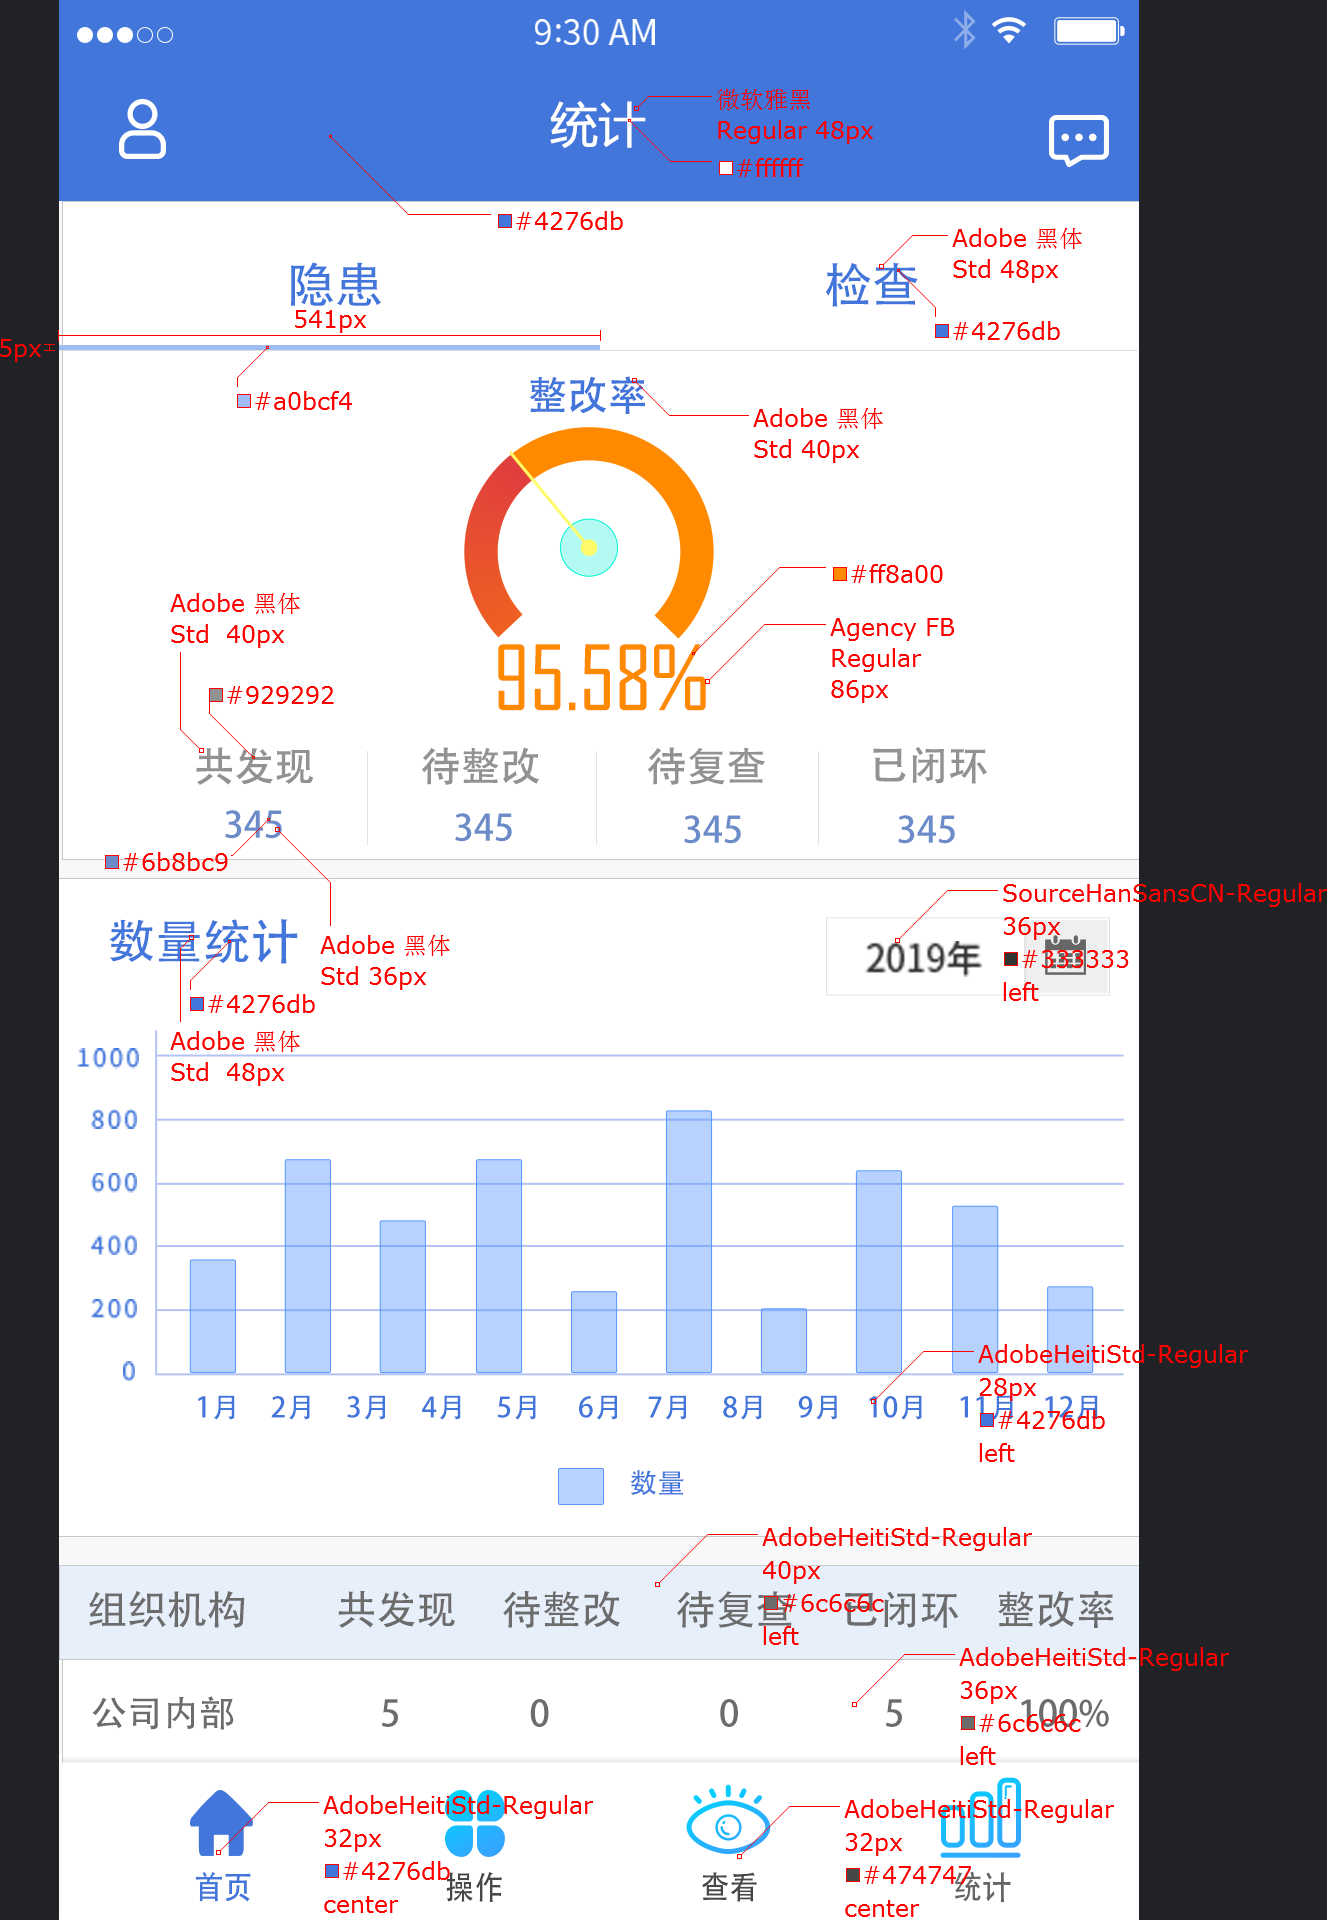 9:30 AM
统计
微软雅黑
Regular 48px
#ffffff
#4276db
隐患
检查
Adobe 黑体
Std 48px
#4276db
541px
5px
#a0bcf4
整改率
Adobe 黑体
Std 40px
#ff8a00
Adobe 黑体
Std 40px
Agency FB
Regular
86px
95.58%
#929292
共发现 待整改 待复查 已闭环
345 345 345 345
#6b8bc9
数量统计
Adobe 黑体
Std 36px
#4276db
Adobe 黑体
Std 48px
2019年
SourceHanSansCN-Regular
36px
#333333
left
1000
800
600
400
200
0
1月 2月 3月 4月 5月 6月 7月 8月 9月 10月 11月 12月
AdobeHeitiStd-Regular
28px
#4276db
left
数量
AdobeHeitiStd-Regular
40px
#6c6c6c
left
组织机构 共发现 待整改 待复查 已闭环 整改率
AdobeHeitiStd-Regular
36px
#6c6c6c
left
公司内部 5 0 0 5 100%
AdobeHeitiStd-Regular
32px
#4276db
center
AdobeHeitiStd-Regular
32px
#474747
center
首页 操作 查看 统计